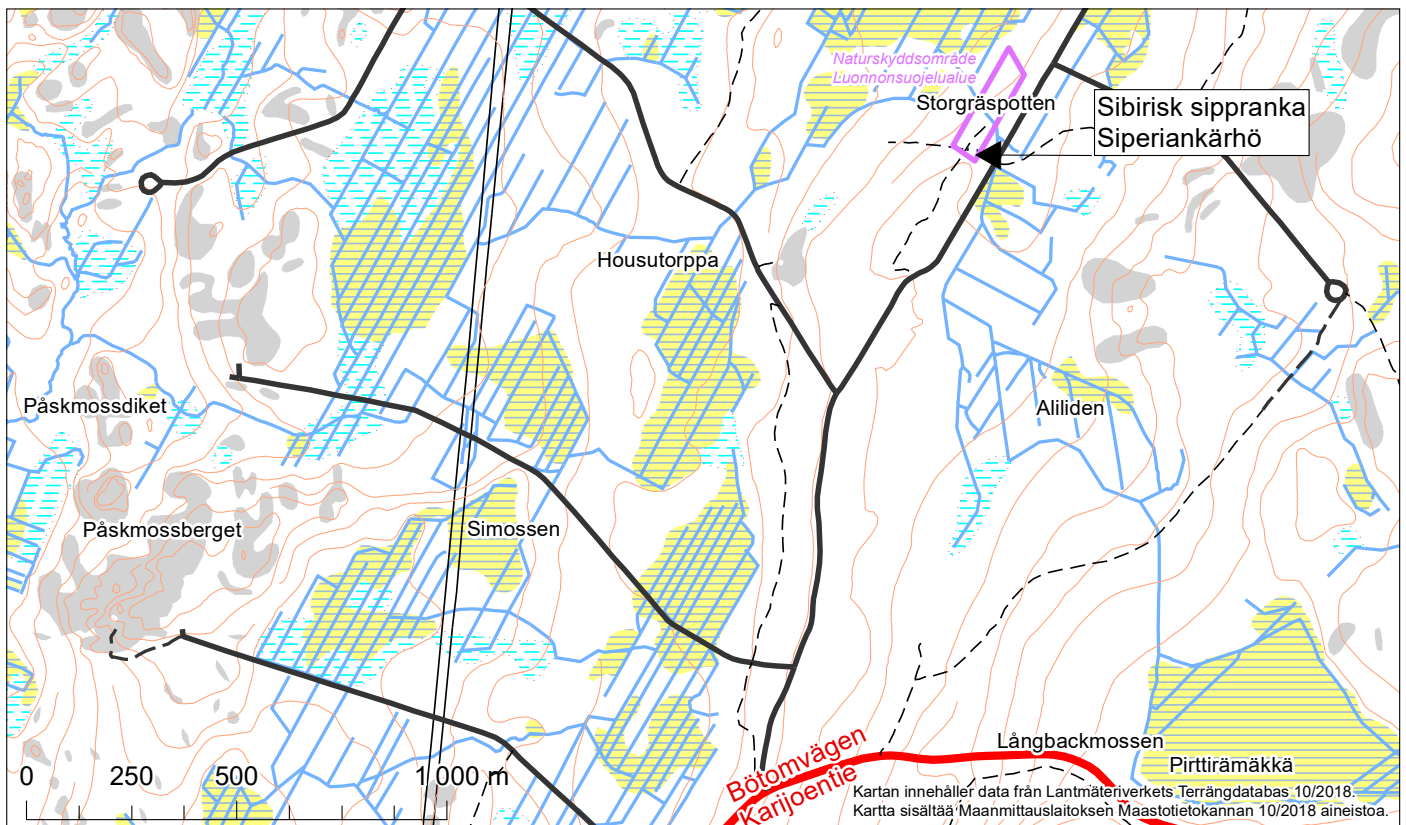 Naturskyddsområde
Luonnonsuojelualue
Storgräspotten
Sibirisk sippranka
Siperiankärhö
Housutorppa
Påskmossdiket
Aliliden
Påskmossberget
Simossen
Långbackmossen
Pirttirämäkkä
Bötomvägen
Karijoentie
0 250 500 1 000 m
Kartan innehåller data från Lantmäteriverkets Terrängdatabas 10/2018.
Kartta sisältää Maanmittauslaitoksen Maastotietokannan 10/2018 aineistoa.